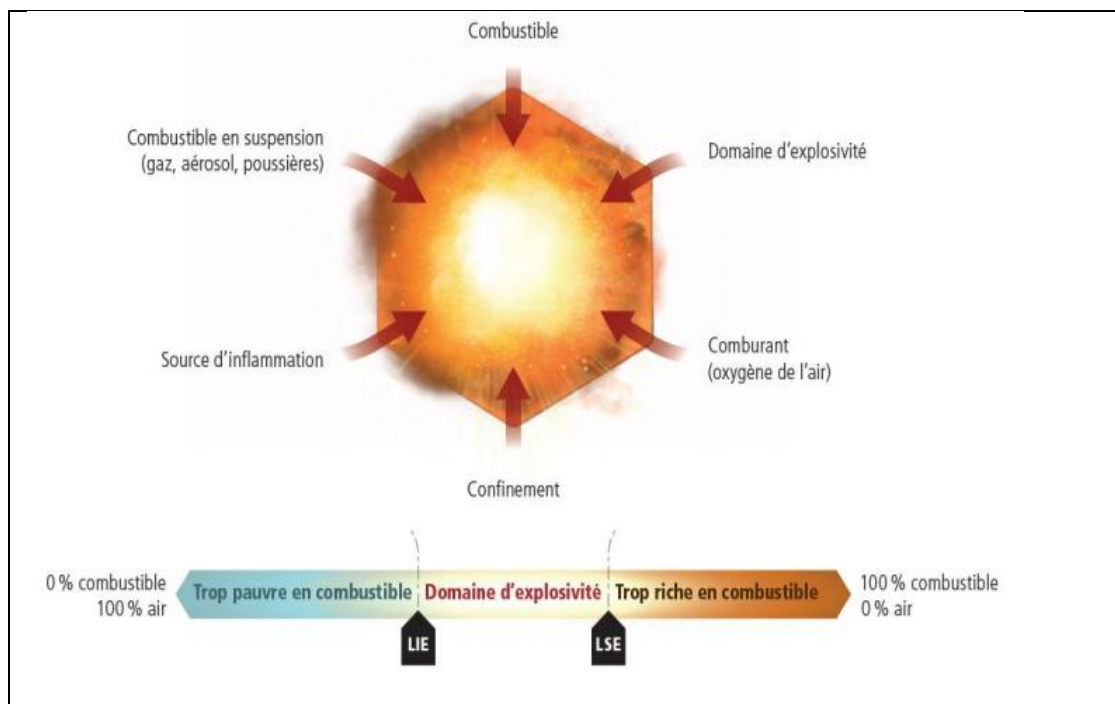 Combustible
Combustible en suspension
(gaz, aérosol, poussières)
Domaine d'explosivité
Source d'inflammation
Comburant
(oxygène de l'air)
Confinement
0 % combustible
100 % air
Trop pauvre en combustible
Domaine d'explosivité
Trop riche en combustible
100 % combustible
0 % air
LIE
LSE